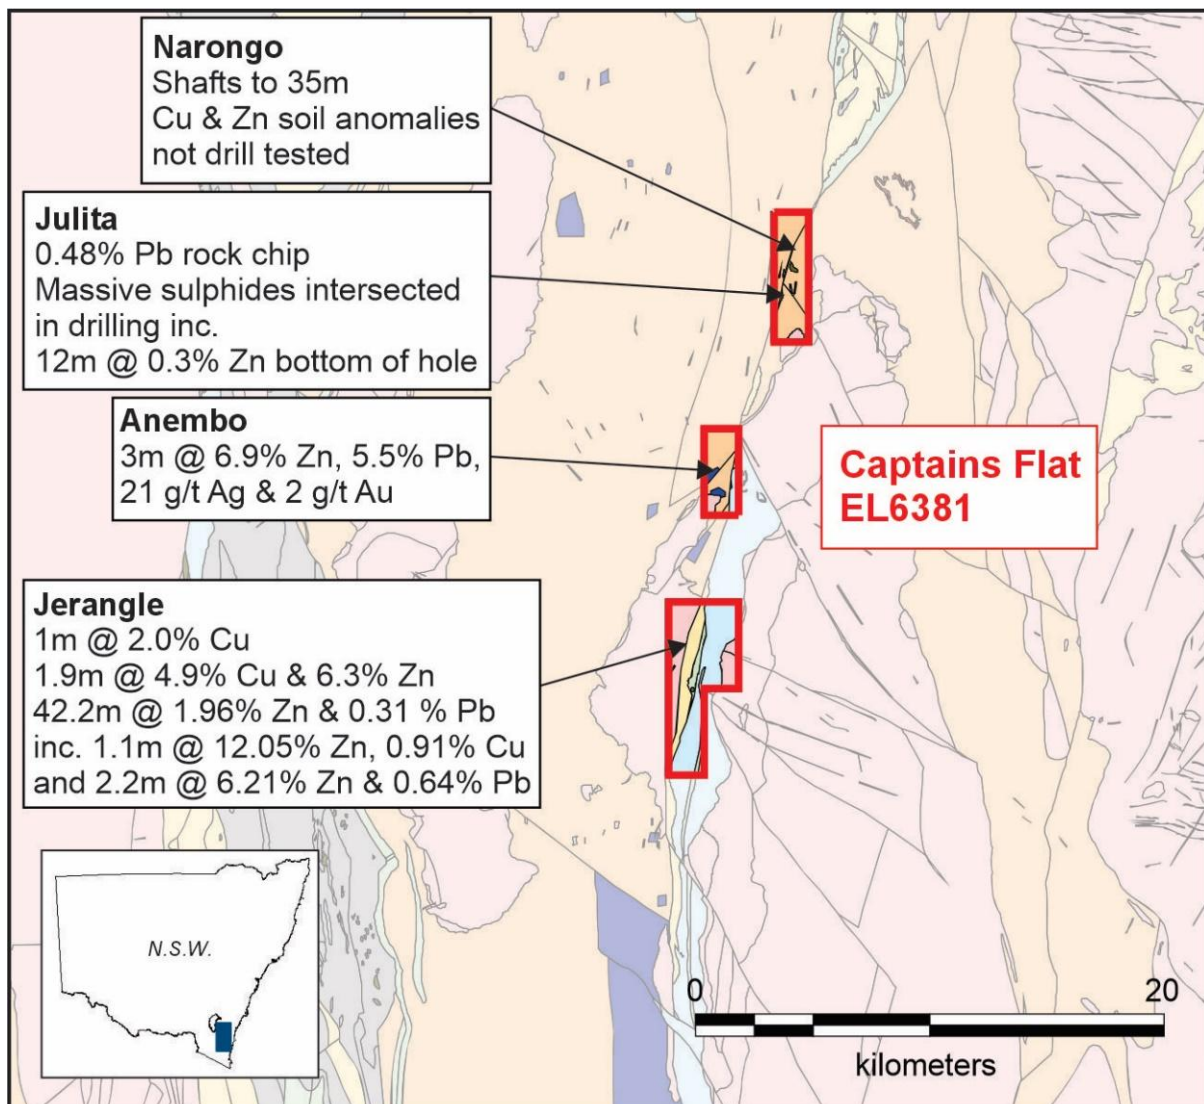 Narongo
Shafts to 35m
Cu & Zn soil anomalies
not drill tested
Julita
0.48% Pb rock chip
Massive sulphides intersected
in drilling inc.
12m @ 0.3% Zn bottom of hole
Anembo
3m @ 6.9% Zn, 5.5% Pb,
21 g/t Ag & 2 g/t Au
Captains Flat
EL6381
Jerangle
1m @ 2.0% Cu
1.9m @ 4.9% Cu & 6.3% Zn
42.2m @ 1.96% Zn & 0.31 % Pb
inc. 1.1m @ 12.05% Zn, 0.91% Cu
and 2.2m @ 6.21% Zn & 0.64% Pb
N.S.W.
0 20
kilometers